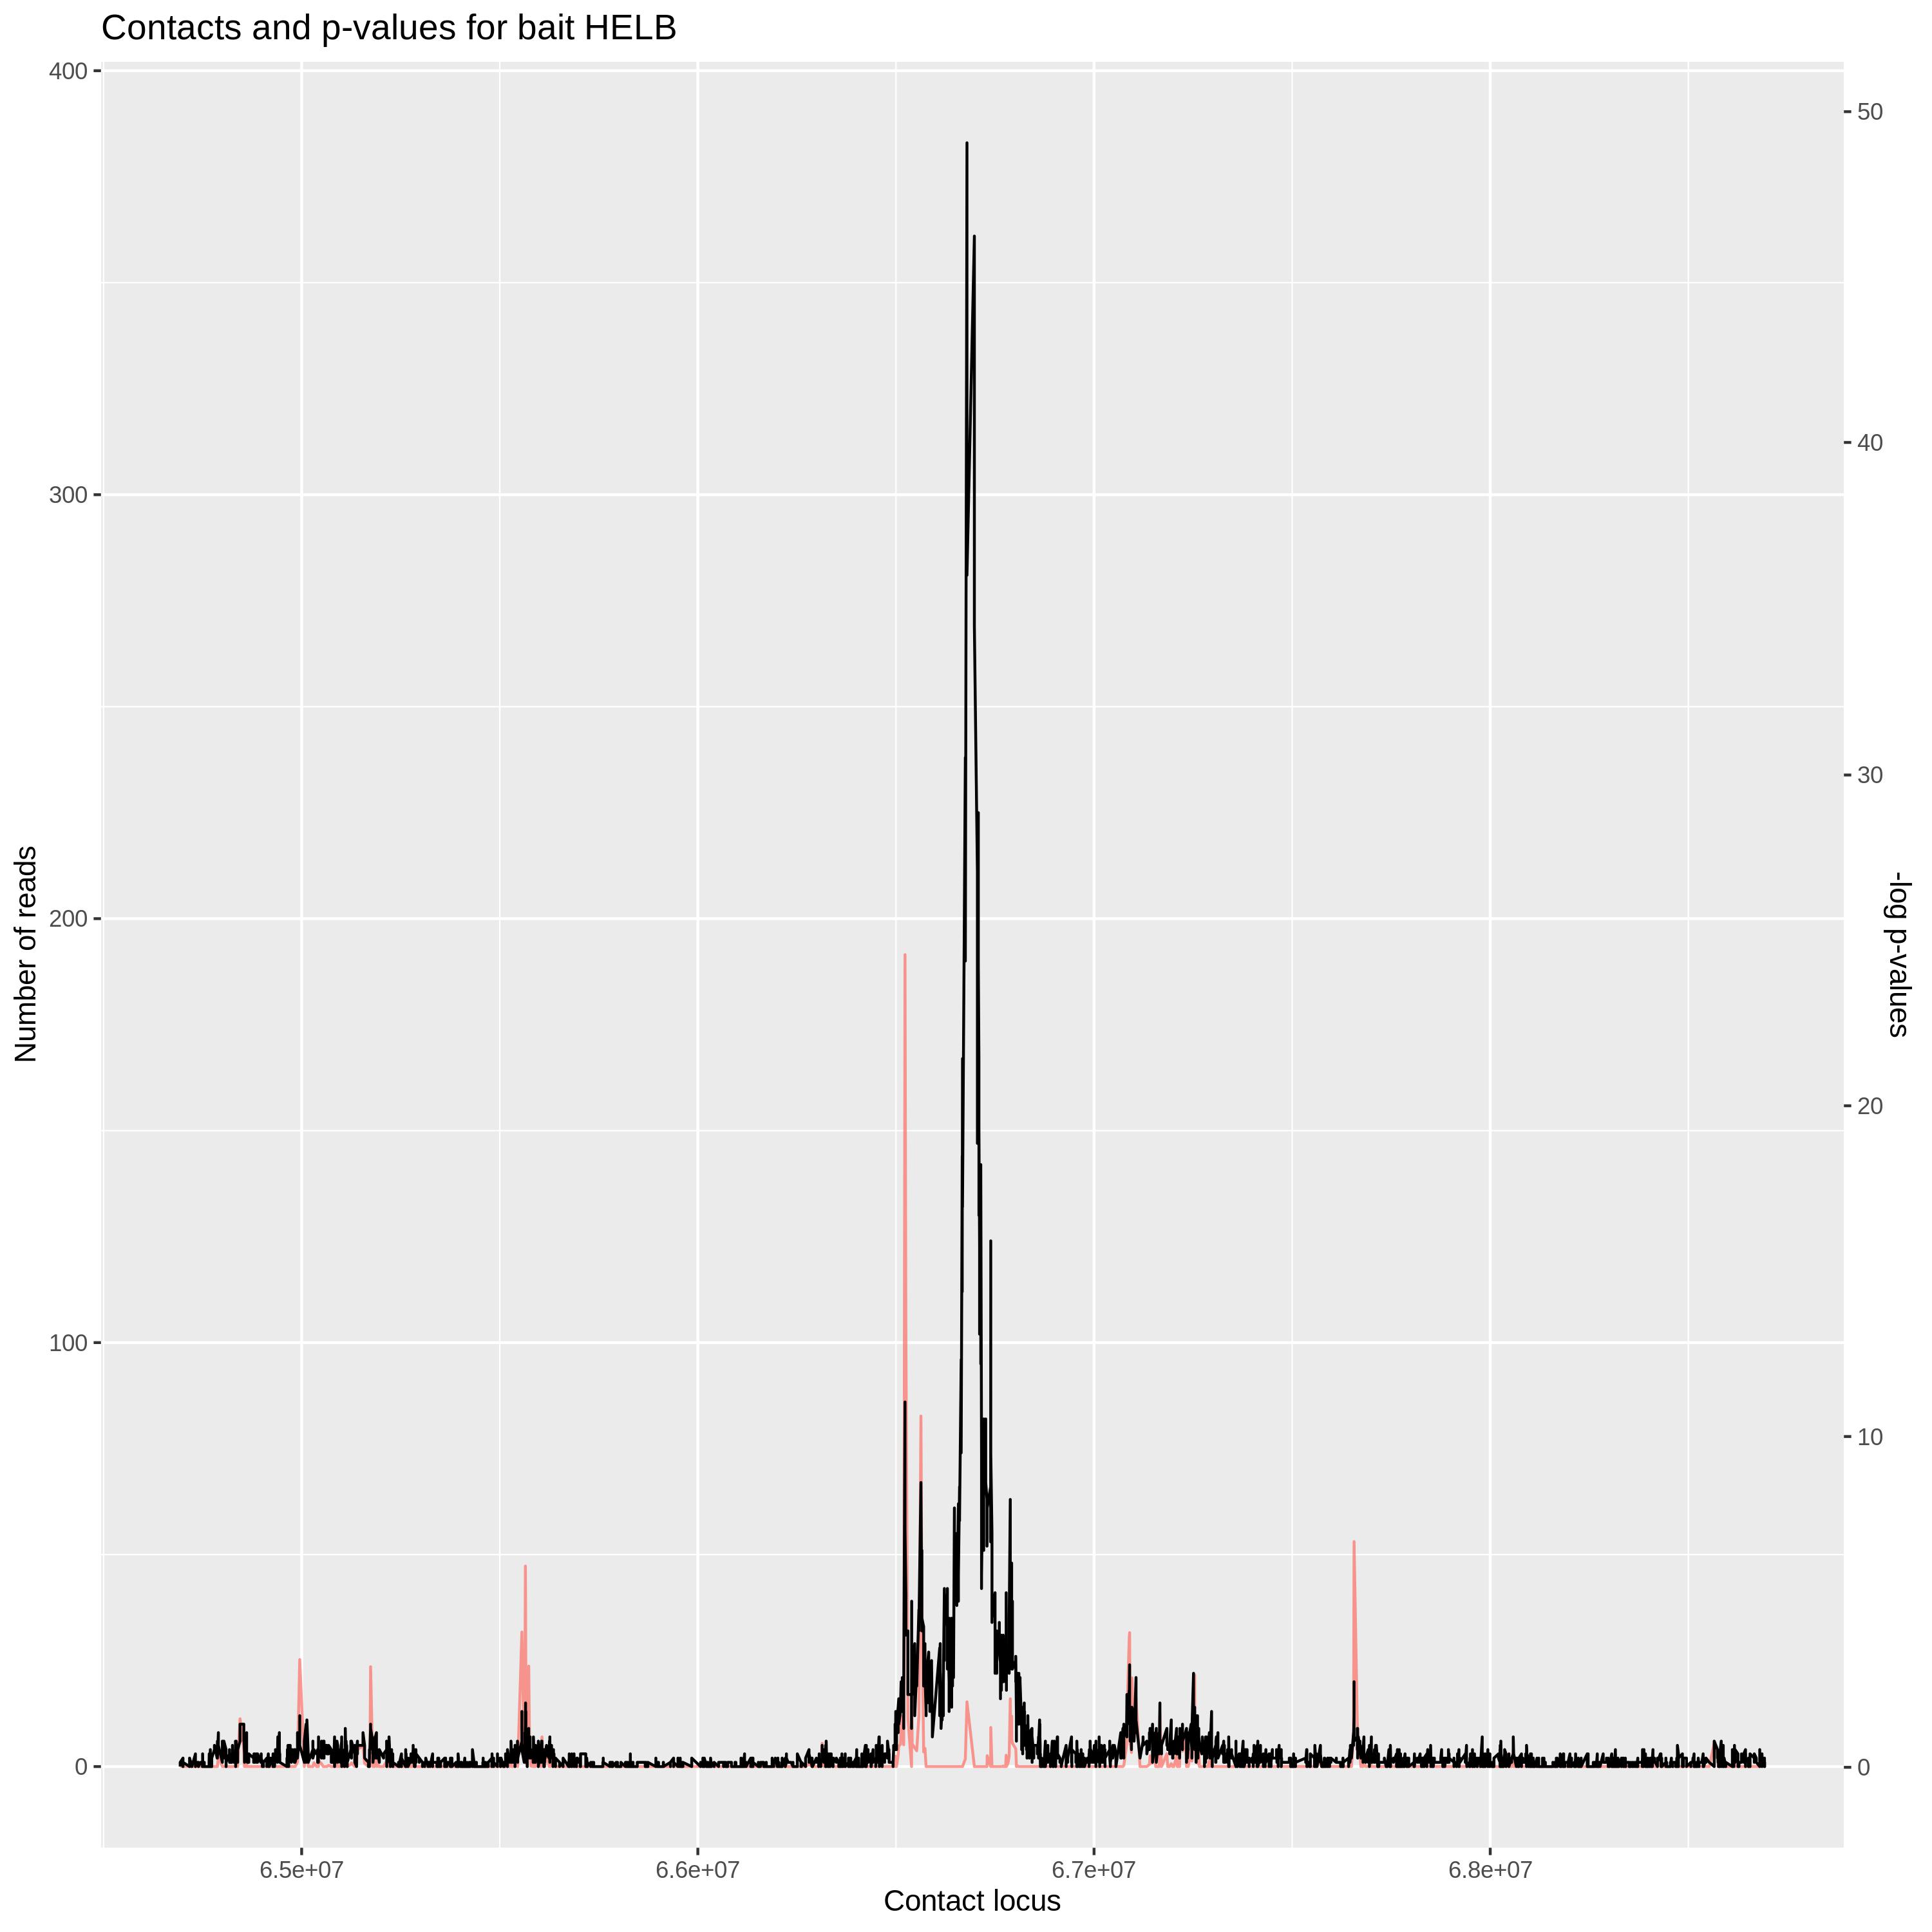 Contacts and p-values for bait HELB
400
300
200
100
0
Number of reads
50
40
30
20
10
0
-log p-values
6.5e+07
6.6e+07
6.7e+07
6.8e+07
Contact locus